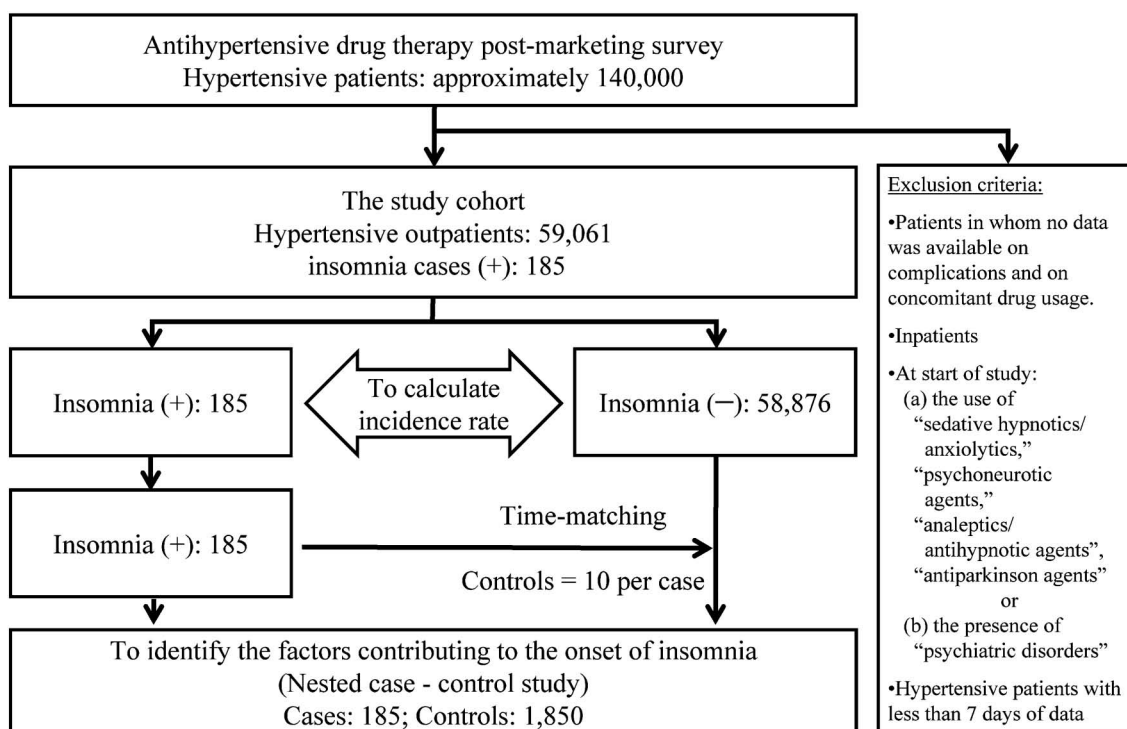 Antihypertensive drug therapy post-marketing survey
Hypertensive patients: approximately 140,000
The study cohort
Hypertensive outpatients: 59,061
insomnia cases (+): 185
Insomnia (+): 185
To calculate
incidence rate
Insomnia (−): 58,876
Insomnia (+): 185
Time-matching
Controls = 10 per case
To identify the factors contributing to the onset of insomnia
(Nested case - control study)
Cases: 185; Controls: 1,850
Exclusion criteria:
•Patients in whom no data
was available on
complications and on
concomitant drug usage.
•Inpatients
•At start of study:
(a) the use of
“sedative hypnotics/
anxiolytics,”
“psychoneurotic
agents,”
“analeptics/
antihypnotic agents”,
“antiparkinson agents”
or
(b) the presence of
“psychiatric disorders”
•Hypertensive patients with
less than 7 days of data